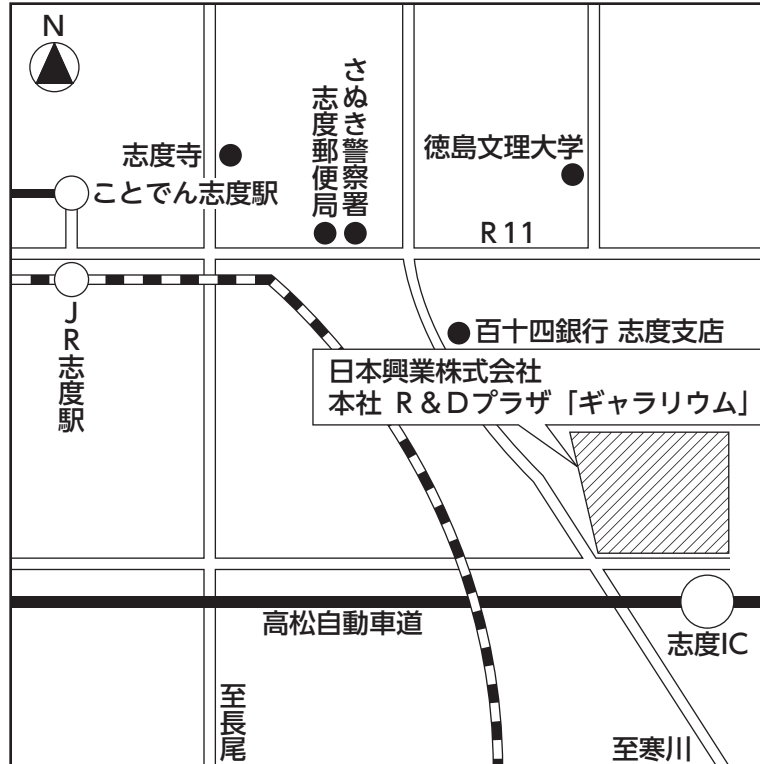 N
さぬき警察署
志度郵便局
志度寺
徳島文理大学
ことでん志度駅
R 11
JR志度駅
百十四銀行 志度支店
日本興業株式会社
本社 R&Dプラザ「ギャラリウム」
高松自動車道
志度IC
至長尾
至寒川